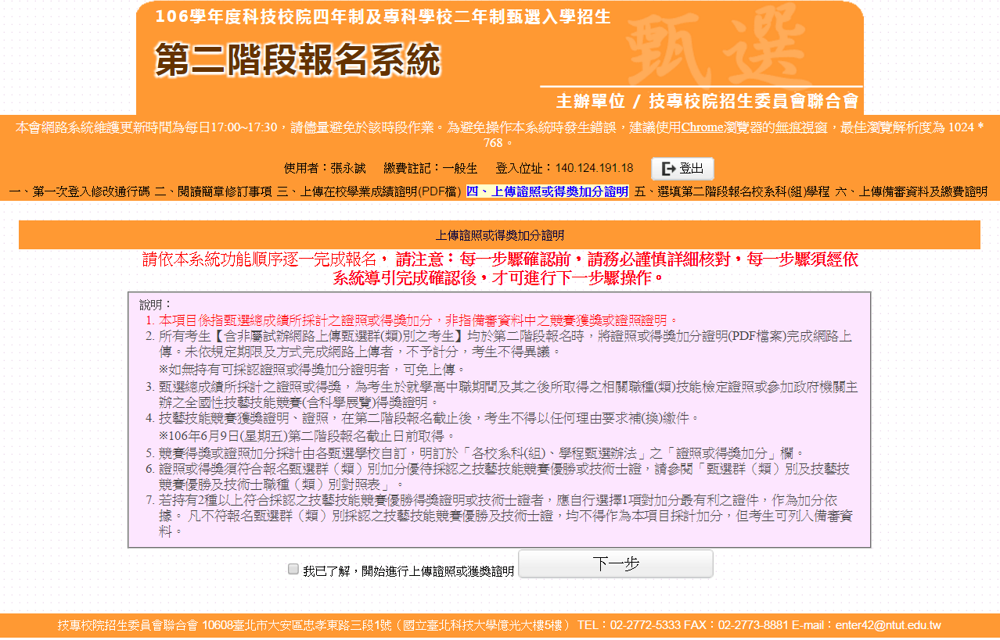 106學年度科技校院四年制及專科學校二年制甄選入學招生
甄選
第二階段報名系統
主辦單位 / 技專校院招生委員會聯合會
本會網路系統維護更新時間為每日17:00~17:30，請儘量避免於該時段作業。為避免操作本系統時發生錯誤，建議使用Chrome瀏覽器的無痕視窗，最佳瀏覽解析度為 1024 *
768。
使用者：張永誠 繳費註記：一般生 登入位址：140.124.191.18 登出
一、第一次登入修改通行碼 二、閱讀簡章修訂事項 三、上傳在校學業成績證明(PDF檔) 四、上傳證照或得獎加分證明 五、選填第二階段報名校系科(組)學程 六、上傳備審資料及繳費證明
上傳證照或得獎加分證明
請依本系統功能順序逐一完成報名， 請注意：每一步驟確認前，請務必謹慎詳細核對，每一步驟須經依
系統導引完成確認後，才可進行下一步驟操作。
說明：
1. 本項目係指甄選總成績所採計之證照或得獎加分，非指備審資料中之競賽獲獎或證照證明。
2. 所有考生【含非屬試辦網路上傳甄選群(類)別之考生】均於第二階段報名時，將證照或得獎加分證明(PDF檔案)完成網路上
傳。未依規定期限及方式完成網路上傳者，不予計分，考生不得異議。
※如無持有可採認證照或得獎加分證明者，可免上傳。
3. 甄選總成績所採計之證照或得獎，為考生於就學高中職期間及其之後所取得之相關職種(類)技能檢定證照或參加政府機關主
辦之全國性技藝技能競賽(含科學展覽)得獎證明。
4. 技藝技能競賽獲獎證明、證照，在第二階段報名截止後，考生不得以任何理由要求補(換)繳件。
※106年6月9日(星期五)第二階段報名截止日前取得。
5. 競賽得獎或證照加分採計由各甄選學校自訂，明訂於「各校系科(組)、學程甄選辦法」之「證照或得獎加分」欄。
6. 證照或得獎須符合報名甄選群（類）別加分優待採認之技藝技能競賽優勝或技術士證，請參閱「甄選群（類）別及技藝技
能競賽優勝及技術士職種（類）別對照表」。
7. 若持有2種以上符合採認之技藝技能競賽優勝得獎證明或技術士證者，應自行選擇1項對加分最有利之證件，作為加分依
據。 凡不符報名甄選群（類）別採認之技藝技能競賽優勝及技術士證，均不得作為本項目採計加分，但考生可列入備審資
料。
我已了解，開始進行上傳證照或獲獎證明 下一步
技專校院招生委員會聯合會 10608臺北市大安區忠孝東路三段1號（國立臺北科技大學億光大樓5樓） TEL：02-2772-5333 FAX：02-2773-8881 E-mail：enter42@ntut.edu.tw